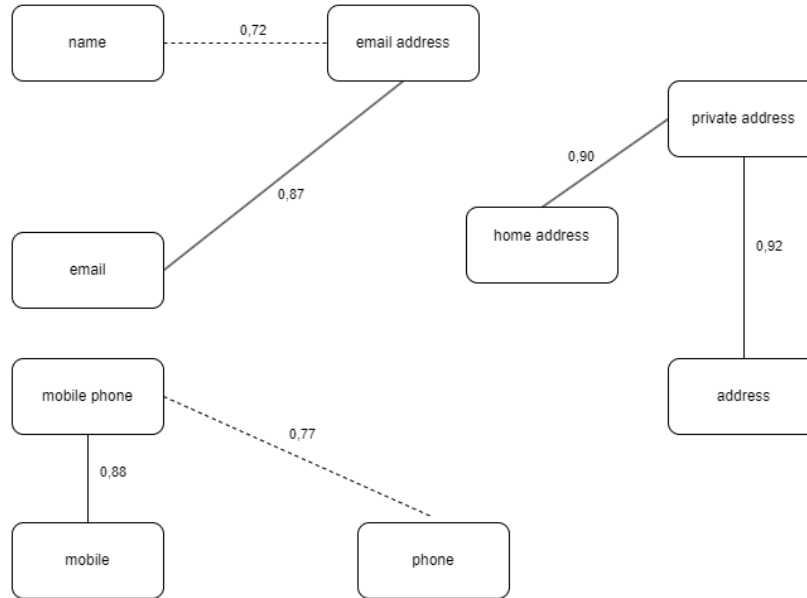 name
0,72
email address
private address
0,90
0,87
home address
email
0,92
mobile phone
address
0,77
0,88
mobile
phone